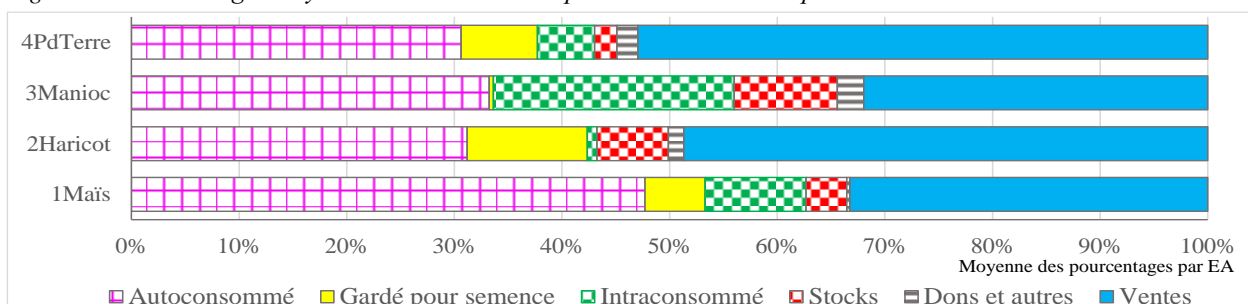 4PdTerre
3Manioc
2Haricot
1Maïs
0% 10% 20% 30% 40% 50% 60% 70% 80% 90% 100%
Moyenne des pourcentages par EA
Autoconsommé Gardé pour semence Intraconsommé Stocks Dons et autres Ventes